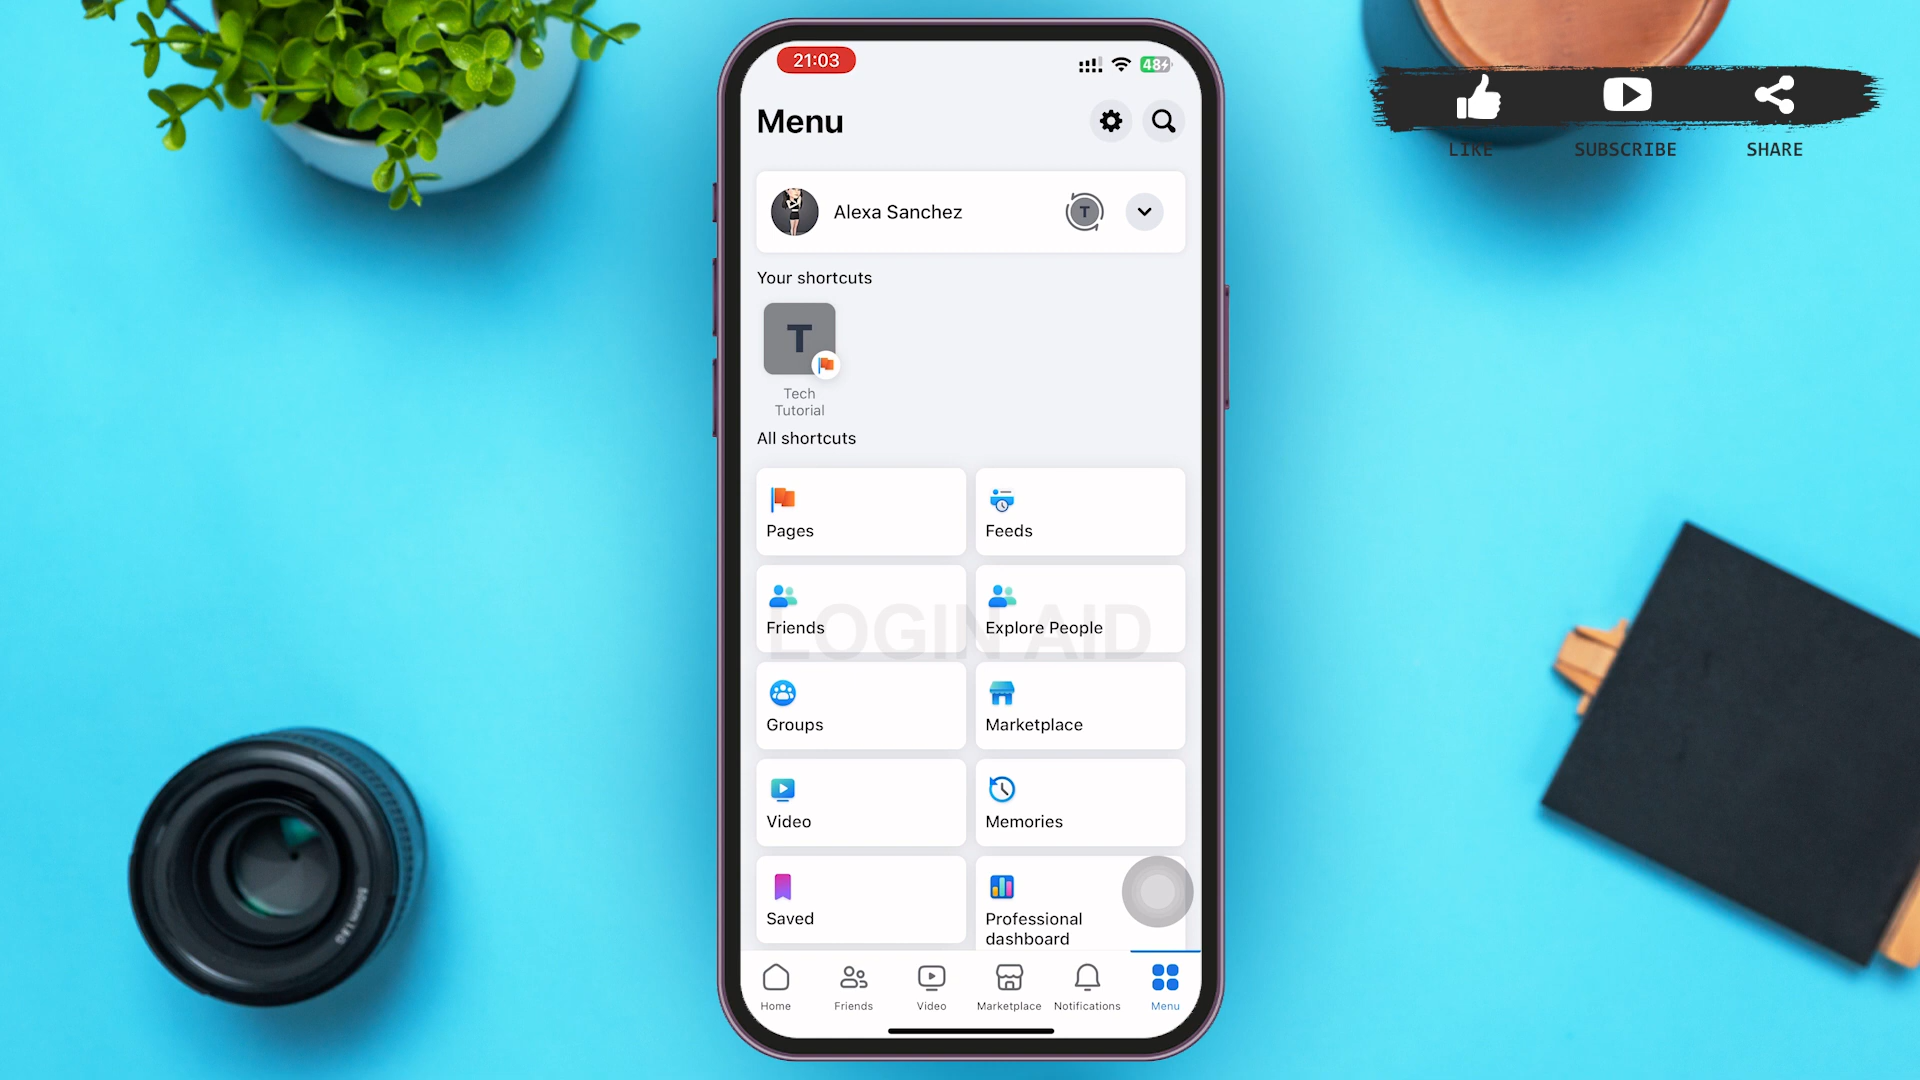 21:03
48
Menu
LIKE
SUBSCRIBE
SHARE
Alexa Sanchez
T
Your shortcuts
T
Tech
Tutorial
All shortcuts
Pages
Feeds
Friends
Explore People
LOGIN AID
Groups
Marketplace
Video
Memories
Saved
Professional
dashboard
Home
Friends
Video
Marketplace
Notifications
Menu